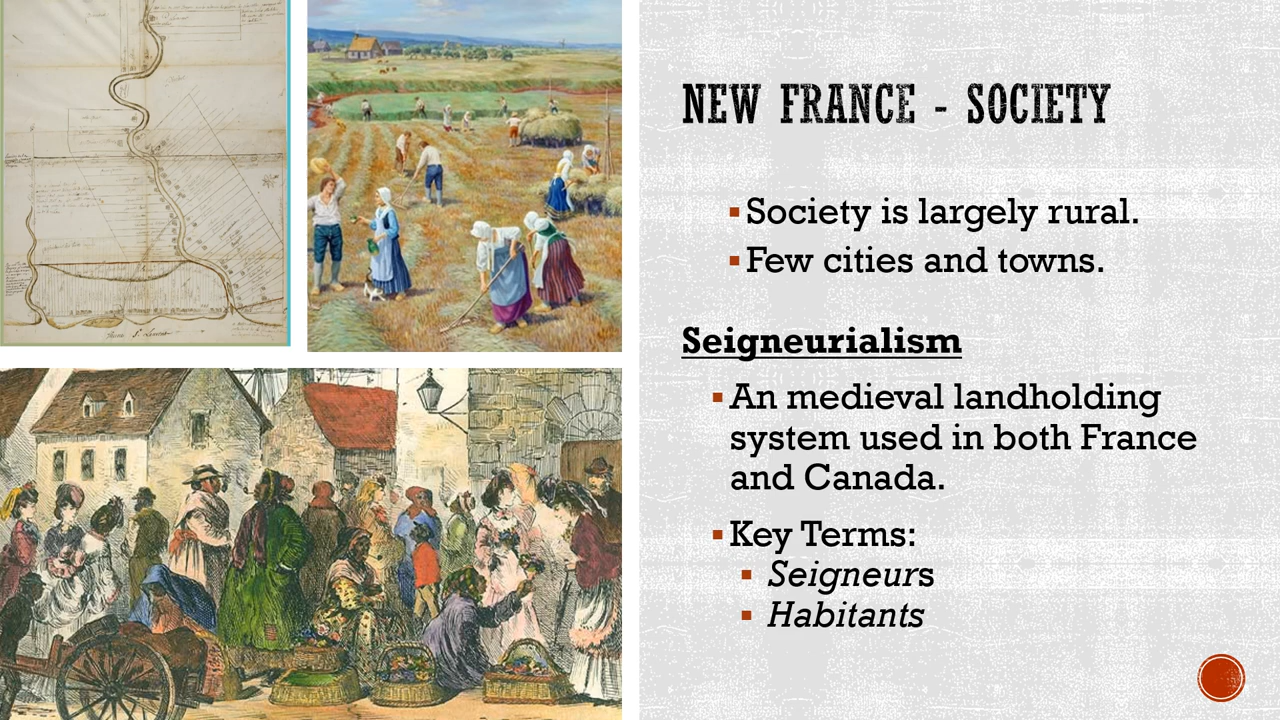 NEW FRANCE - SOCIETY
▪Society is largely rural.
▪Few cities and towns.
Seigneurialism
▪An medieval landholding
system used in both France
and Canada.
▪Key Terms:
▪ Seigneurs
▪ Habitants